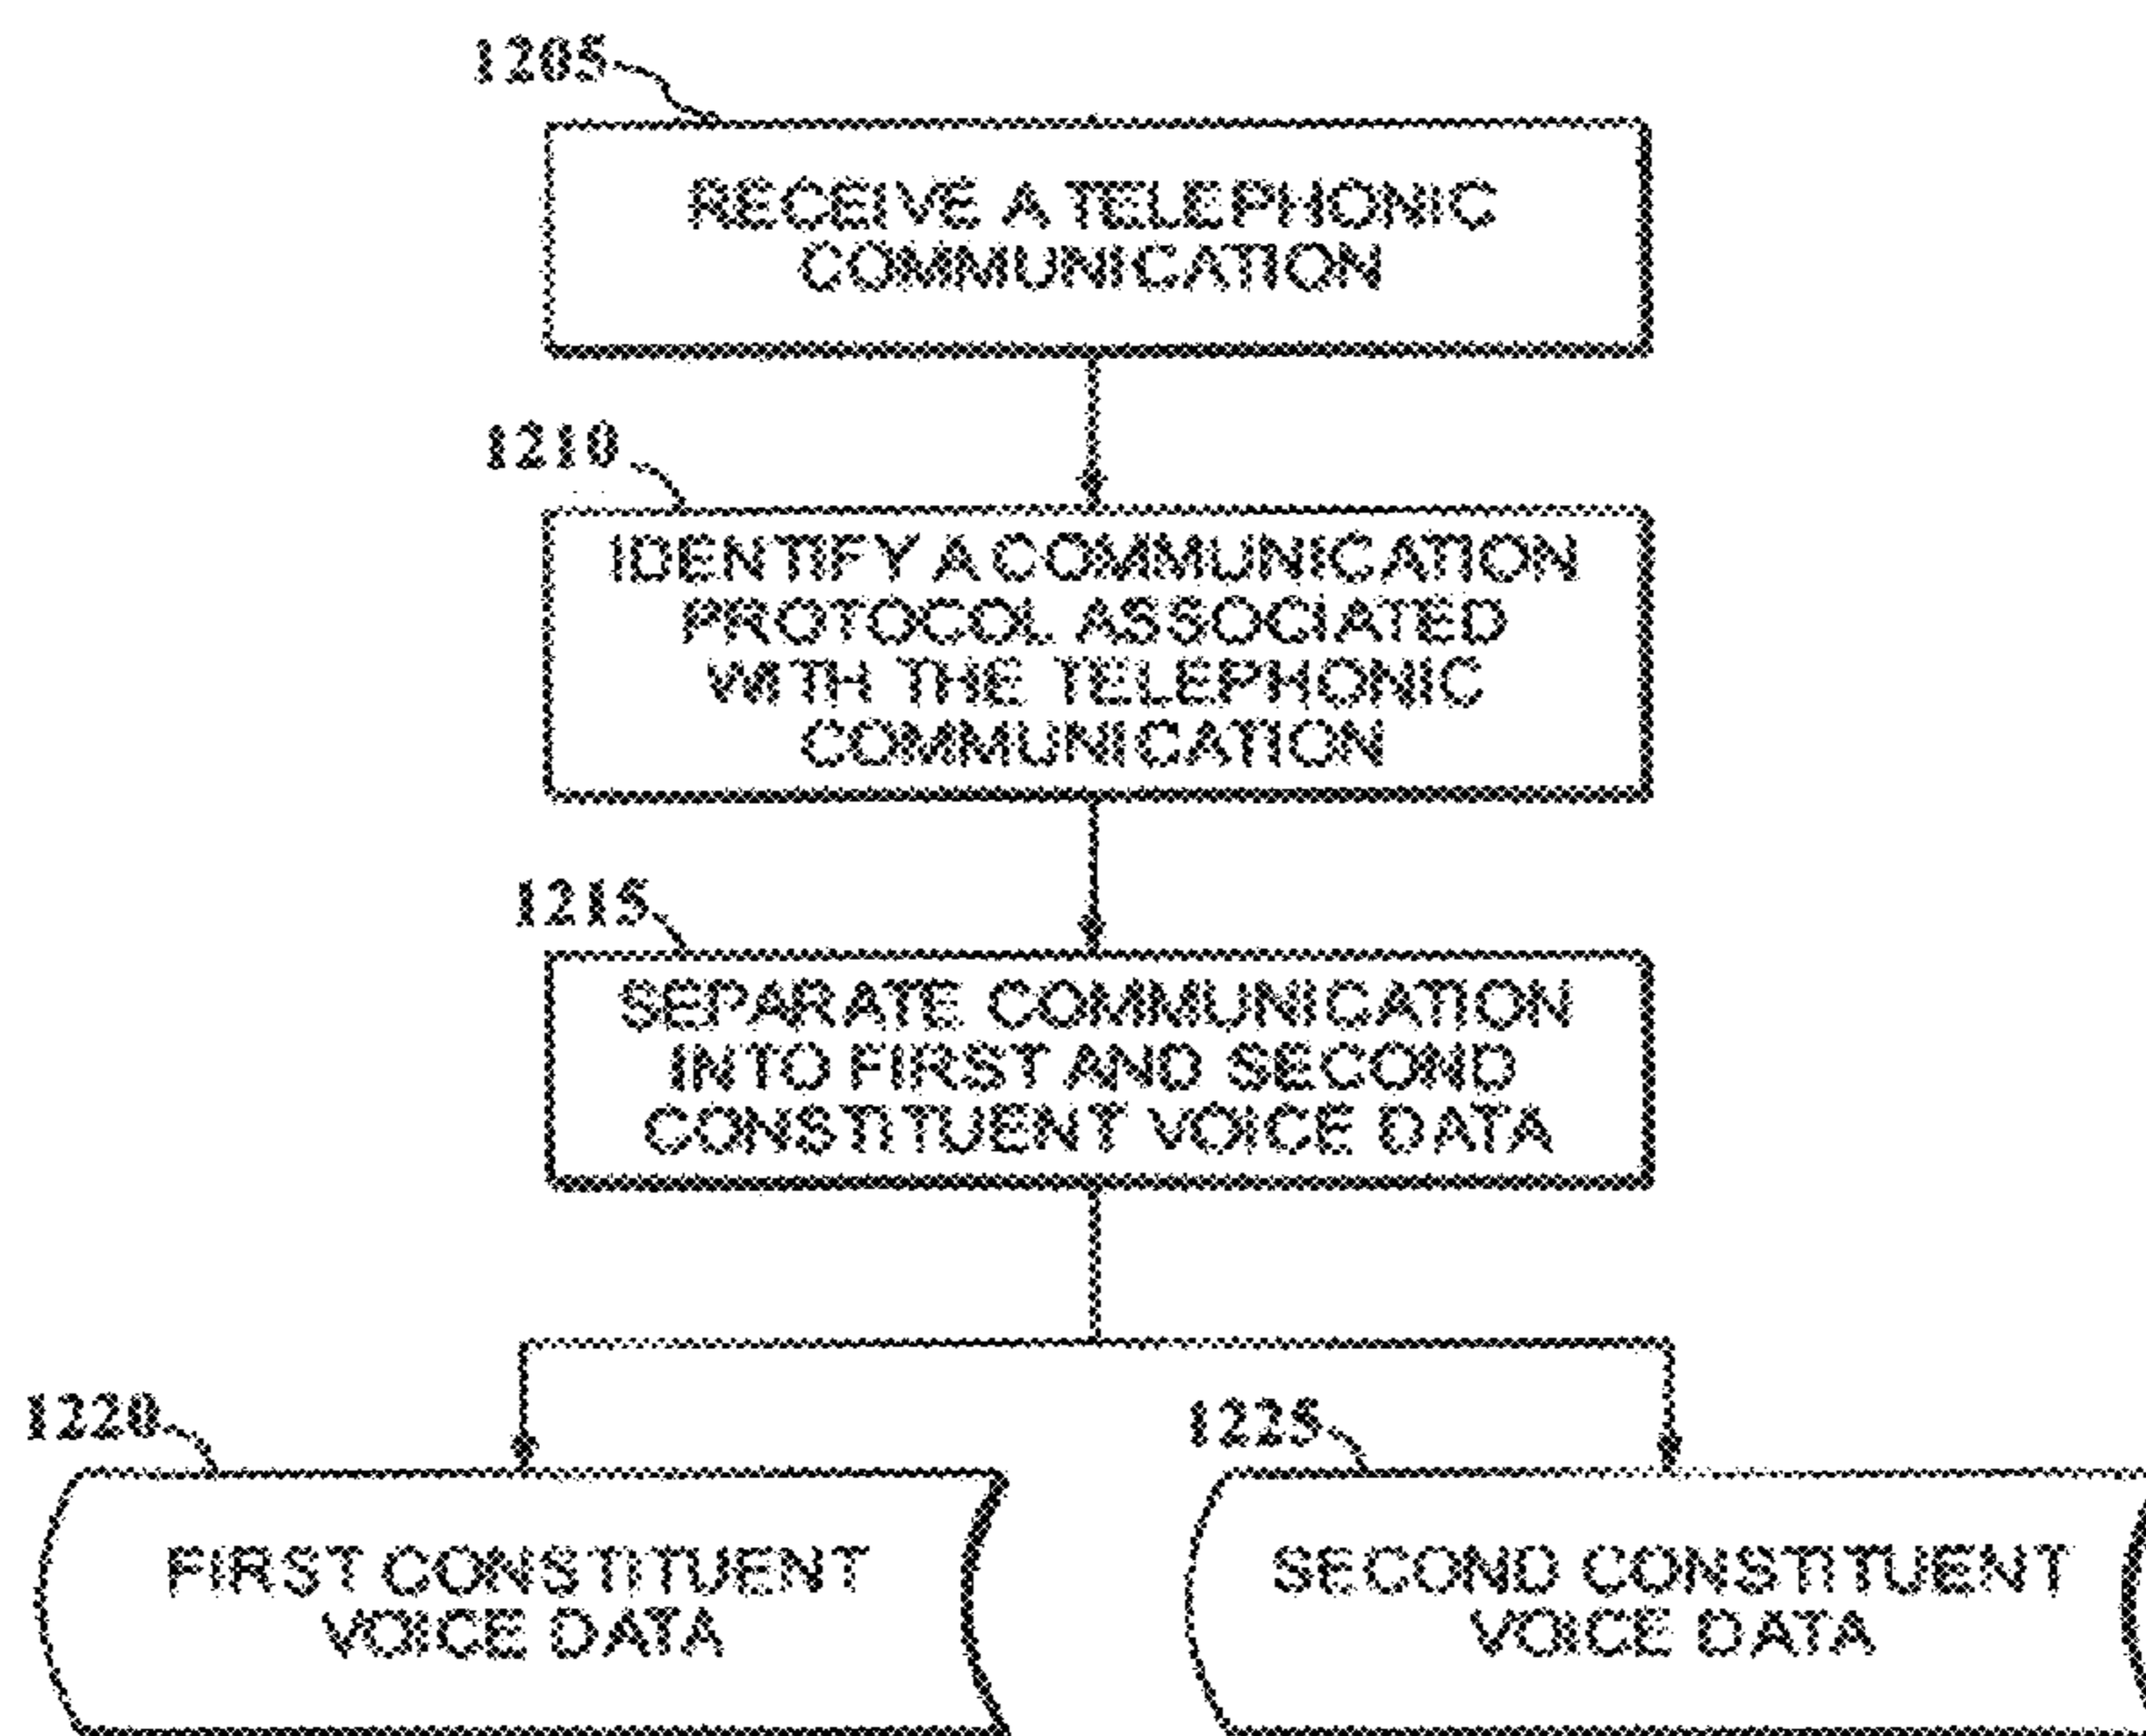 1205
RECEIVE A TELEPHONIC
COMMUNICATION
1210
IDENTIFY A COMMUNICATION
PROTOCOL ASSOCIATED
WITH THE TELEPHONIC
COMMUNICATION
1215
SEPARATE COMMUNICATION
INTO FIRST AND SECOND
CONSTITUENT VOICE DATA
1220
FIRST CONSTITUENT
VOICE DATA
1225
SECOND CONSTITUENT
VOICE DATA